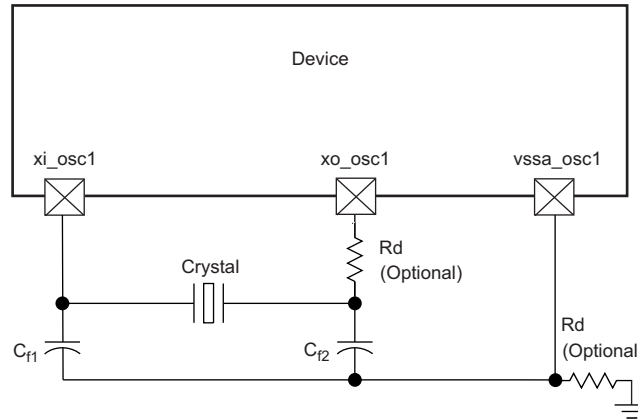 Device
xi_osc1
xo_osc1
vssa_osc1
Rd
(Optional)
Crystal
Rd
(Optional
Cf1
Cf2